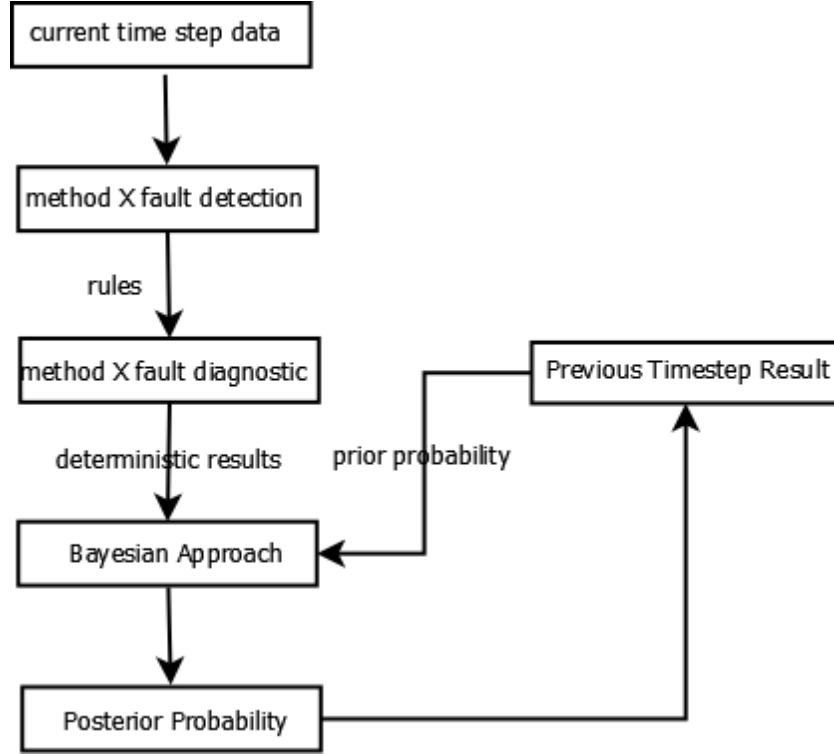 current time step data
method X fault detection
rules
method X fault diagnostic
Previous Timestep Result
deterministic results
prior probability
Bayesian Approach
Posterior Probability